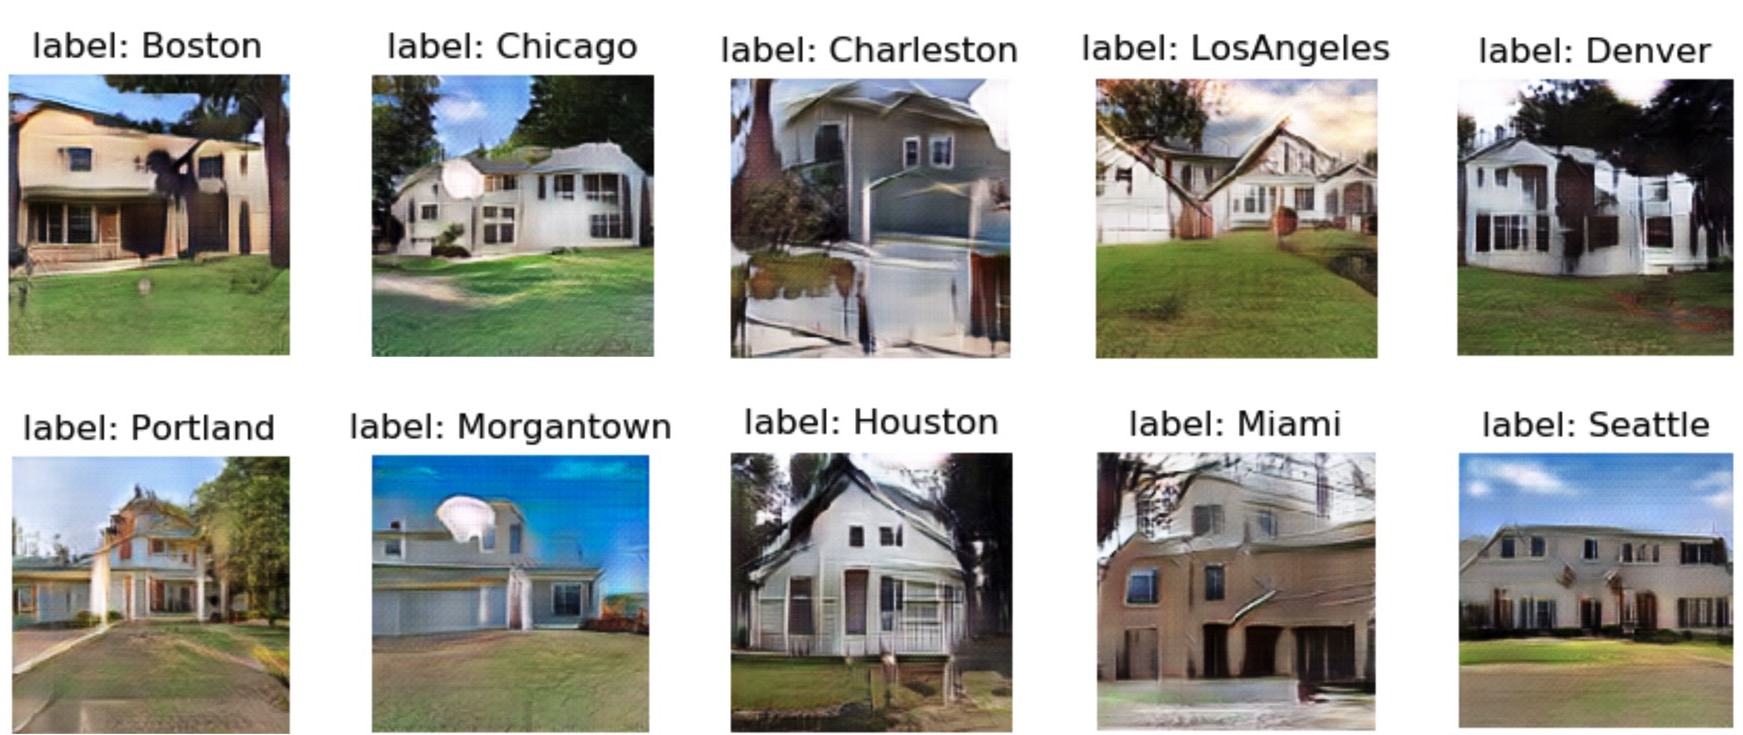 label: Boston
label: Chicago
label: Charleston
label: LosAngeles
label: Denver
label: Portland
label: Morgantown
label: Houston
label: Miami
label: Seattle